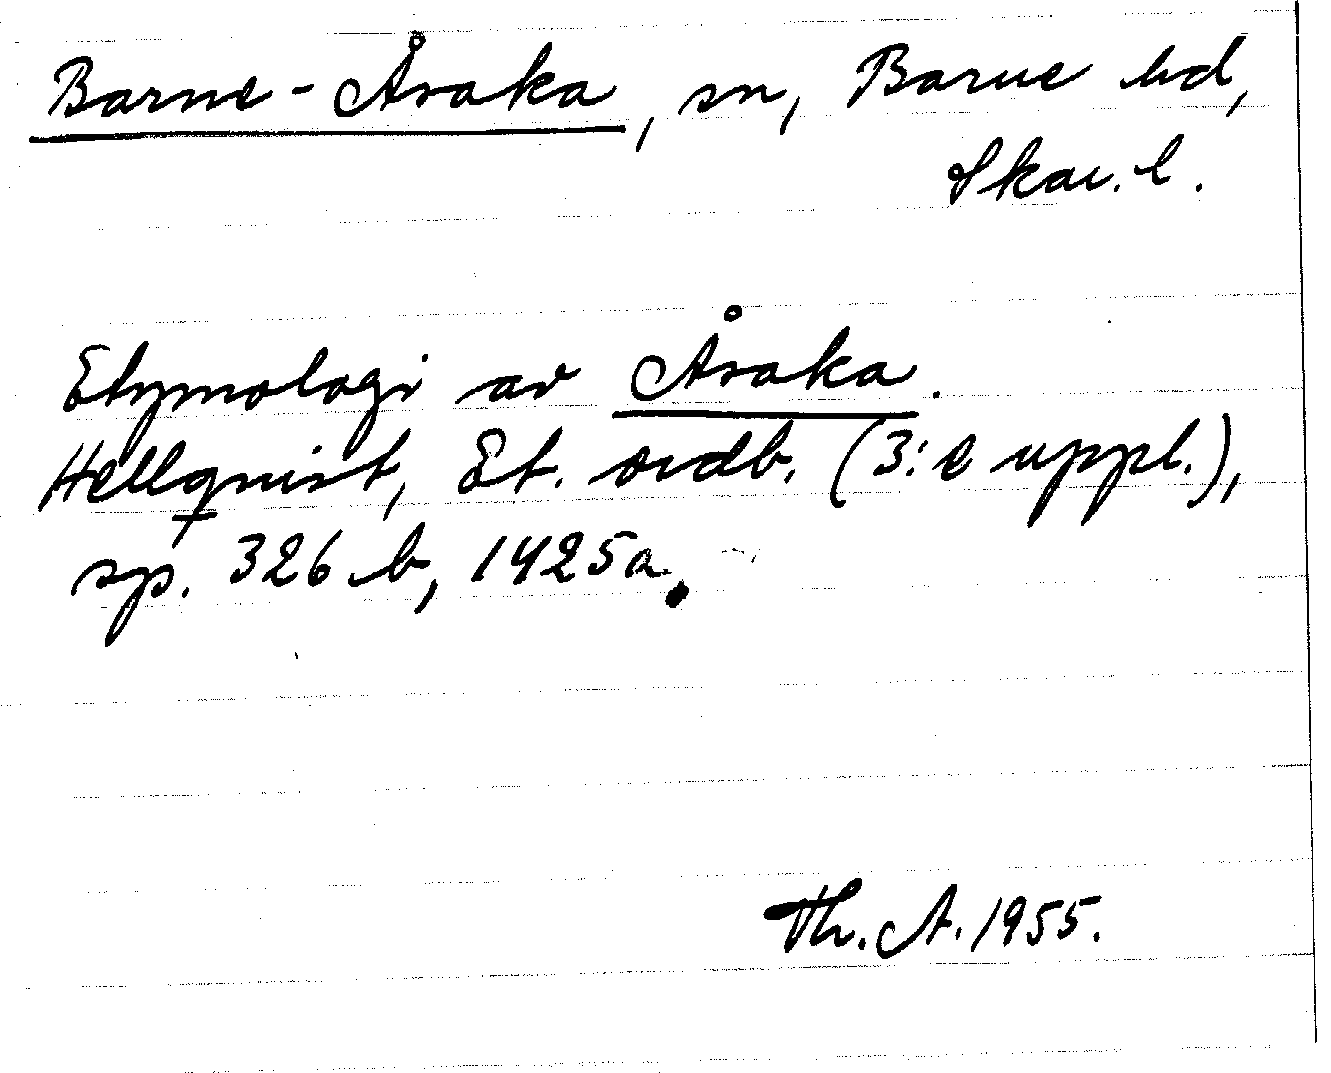 Barne-Åsaka, sn, Barne hd,
Skar. l.
Etymologi av Åsaka.
Hellquist, Et. ordb. (3:e uppl.),
sp. 326 b, 1425 a.
Th. A. 1955.